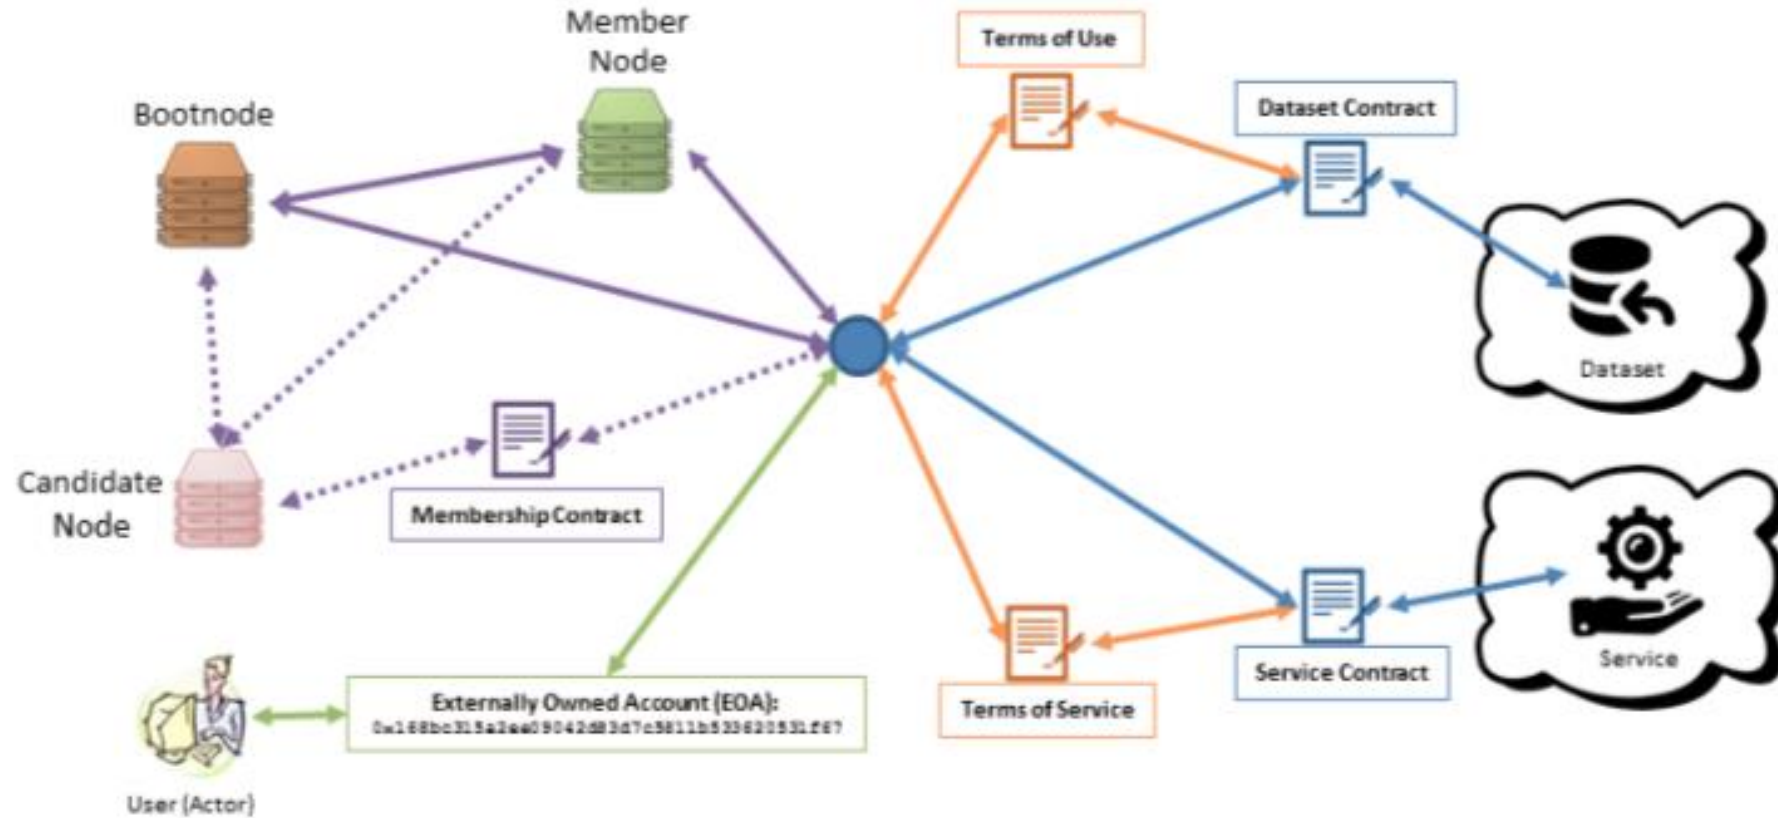 Member
Node
Terms of Use
Bootnode
Dataset Contract
Dataset
Candidate
Node
Membership Contract
Service
Service Contract
Externally Owned Account (EOA):
Terms of Service
User (Actor)